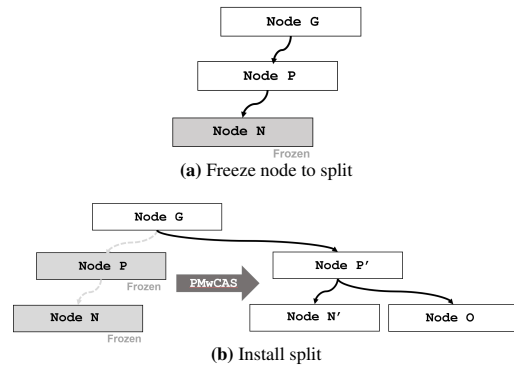 Node G
Node P
Node N
Frozen
(a) Freeze node to split
Node G
Node P
Frozen
PMwCAS
Node P'
Node N
Frozen
Node N'
Node O
(b) Install split